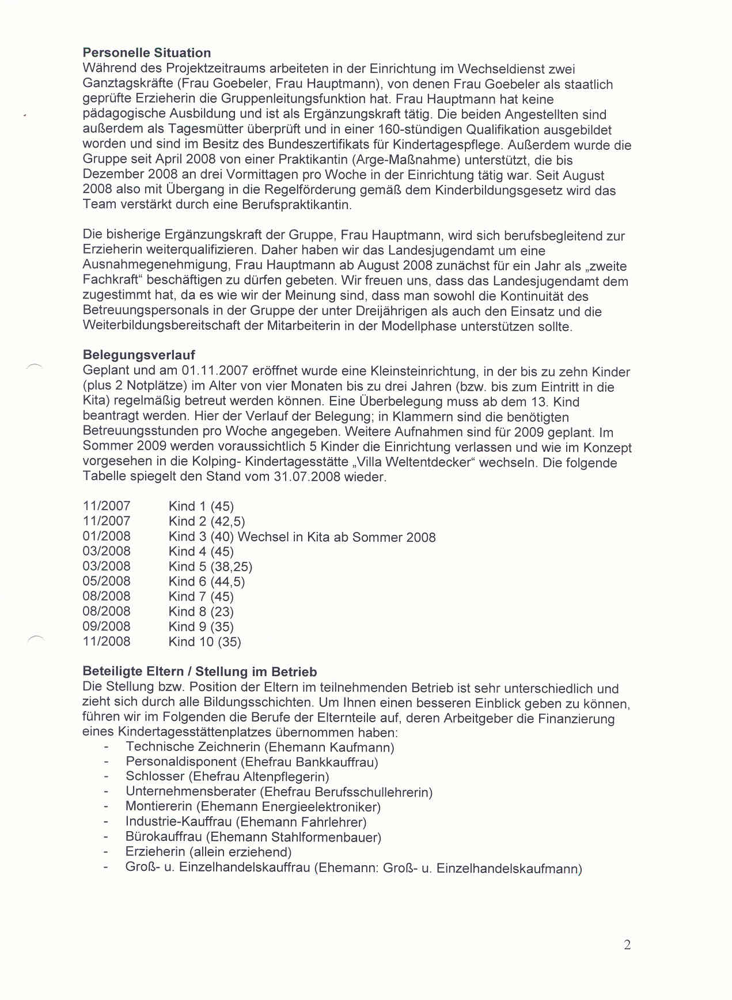 Personelle Situation
Während des Projektzeitraums arbeiteten in der Einrichtung im Wechseldienst zwei
Ganztagskräfte (Frau Goebeler, Frau Hauptmann), von denen Frau Goebeler als staatlich
geprüfte Erzieherin die Gruppenleitungsfunktion hat. Frau Hauptmann hat keine
pädagogische Ausbildung und ist als Ergänzungskraft tätig. Die beiden Angestellten sind
außerdem als Tagesmütter überprüft und in einer 160-stündigen Qualifikation ausgebildet
worden und sind im Besitz des Bundeszertifikats für Kindertagespflege. Außerdem wurde die
Gruppe seit April 2008 von einer Praktikantin (Arge-Maßnahme) unterstützt, die bis
Dezember 2008 an drei Vormittagen pro Woche in der Einrichtung tätig war. Seit August
2008 also mit Übergang in die Regelförderung gemäß dem Kinderbildungsgesetz wird das
Team verstärkt durch eine Berufspraktikantin.
Die bisherige Ergänzungskraft der Gruppe, Frau Hauptmann, wird sich berufsbegleitend zur
Erzieherin weiterqualifizieren. Daher haben wir das Landesjugendamt um eine
Ausnahmegenehmigung, Frau Hauptmann ab August 2008 zunächst für ein Jahr als „zweite
Fachkraft“ beschäftigen zu dürfen gebeten. Wir freuen uns, dass das Landesjugendamt dem
zugestimmt hat, da es wie wir der Meinung sind, dass man sowohl die Kontinuität des
Betreuungspersonals in der Gruppe der unter Dreijährigen als auch den Einsatz und die
Weiterbildungsbereitschaft der Mitarbeiterin in der Modellphase unterstützen sollte.
Belegungsverlauf
Geplant und am 01.11.2007 eröffnet wurde eine Kleinsteinrichtung, in der bis zu zehn Kinder
(plus 2 Notplätze) im Alter von vier Monaten bis zu drei Jahren (bzw. bis zum Eintritt in die
Kita) regelmäßig betreut werden können. Eine Überbelegung muss ab dem 13. Kind
beantragt werden. Hier der Verlauf der Belegung; in Klammern sind die benötigten
Betreuungsstunden pro Woche angegeben. Weitere Aufnahmen sind für 2009 geplant. Im
Sommer 2009 werden voraussichtlich 5 Kinder die Einrichtung verlassen und wie im Konzept
vorgesehen in die Kolping- Kindertagesstätte „Villa Weltentdecker“ wechseln. Die folgende
Tabelle spiegelt den Stand vom 31.07.2008 wieder.
11/2007 Kind 1 (45)
11/2007 Kind 2 (42,5)
01/2008 Kind 3 (40) Wechsel in Kita ab Sommer 2008
03/2008 Kind 4 (45)
03/2008 Kind 5 (38,25)
05/2008 Kind 6 (44,5)
08/2008 Kind 7 (45)
08/2008 Kind 8 (23)
09/2008 Kind 9 (35)
11/2008 Kind 10 (35)
Beteiligte Eltern / Stellung im Betrieb
Die Stellung bzw. Position der Eltern im teilnehmenden Betrieb ist sehr unterschiedlich und
zieht sich durch alle Bildungsschichten. Um Ihnen einen besseren Einblick geben zu können,
führen wir im Folgenden die Berufe der Elternteile auf, deren Arbeitgeber die Finanzierung
eines Kindertagesstättenplatzes übernommen haben:
- Technische Zeichnerin (Ehemann Kaufmann)
- Personaldisponent (Ehefrau Bankkauffrau)
- Schlosser (Ehefrau Altenpflegerin)
- Unternehmensberater (Ehefrau Berufsschullehrerin)
- Montiererin (Ehemann Energieelektroniker)
- Industrie-Kauffrau (Ehemann Fahrlehrer)
- Bürokauffrau (Ehemann Stahlformenbauer)
- Erzieherin (allein erziehend)
- Groß- u. Einzelhandelskauffrau (Ehemann: Groß- u. Einzelhandelskaufmann)
2